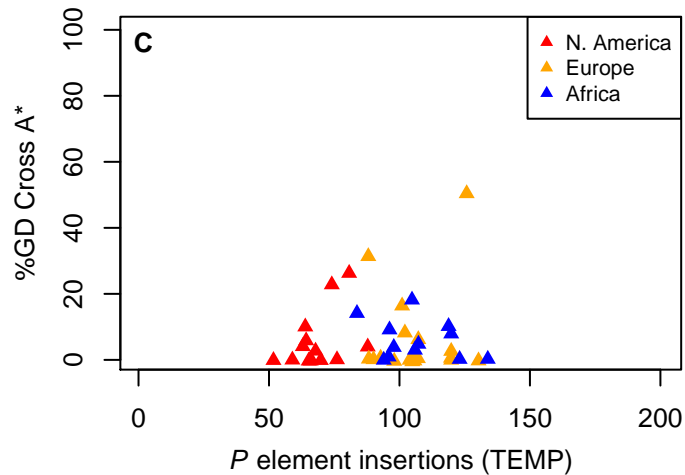 C
N. America
Europe
Africa
%GD Cross A*
100
80
60
40
20
0
0 50 100 150 200
P element insertions (TEMP)